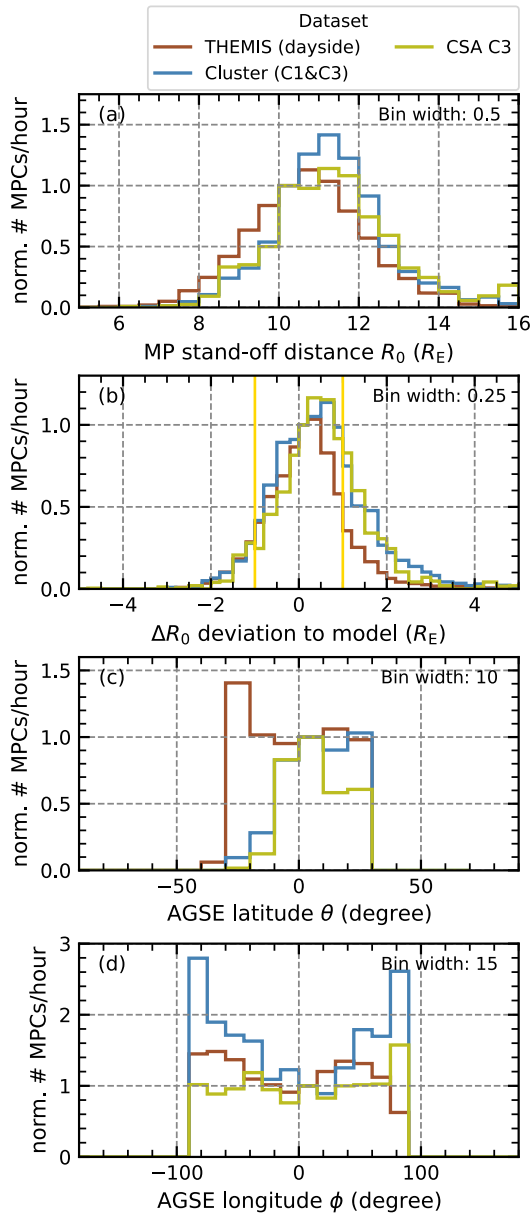 Dataset
THEMIS (dayside)
CSA C3
Cluster (C1&C3)
(a)
Bin width: 0.5
1.5
1.0
0.5
0.0
norm. # MPCs/hour
6 8 10 12 14 16
MP stand-off distance R₀ (R_E)
(b)
Bin width: 0.25
1.0
0.5
0.0
norm. # MPCs/hour
−4 −2 0 2 4
ΔR₀ deviation to model (R_E)
(c)
Bin width: 10
1.5
1.0
0.5
0.0
norm. # MPCs/hour
−50 0 50
AGSE latitude θ (degree)
(d)
Bin width: 15
3
2
1
0
norm. # MPCs/hour
−100 0 100
AGSE longitude ϕ (degree)